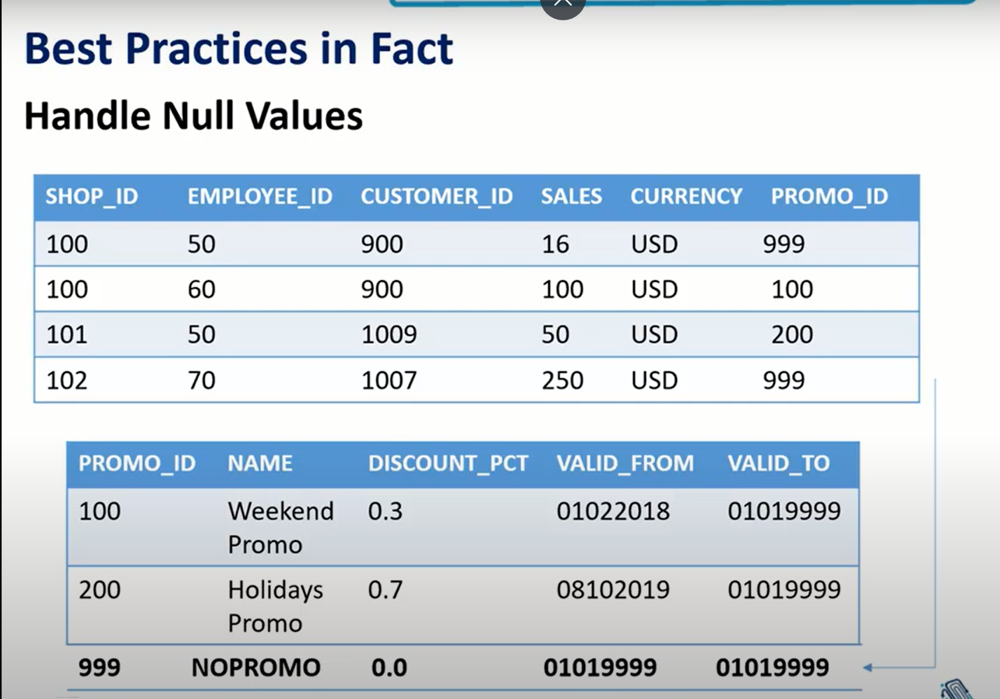 Best Practices in Fact
Handle Null Values
SHOP_ID EMPLOYEE_ID CUSTOMER_ID SALES CURRENCY PROMO_ID
100 50 900 16 USD 999
100 60 900 100 USD 100
101 50 1009 50 USD 200
102 70 1007 250 USD 999
PROMO_ID NAME DISCOUNT_PCT VALID_FROM VALID_TO
100 Weekend 0.3 01022018 01019999
Promo
200 Holidays 0.7 08102019 01019999
Promo
999 NOPROMO 0.0 01019999 01019999